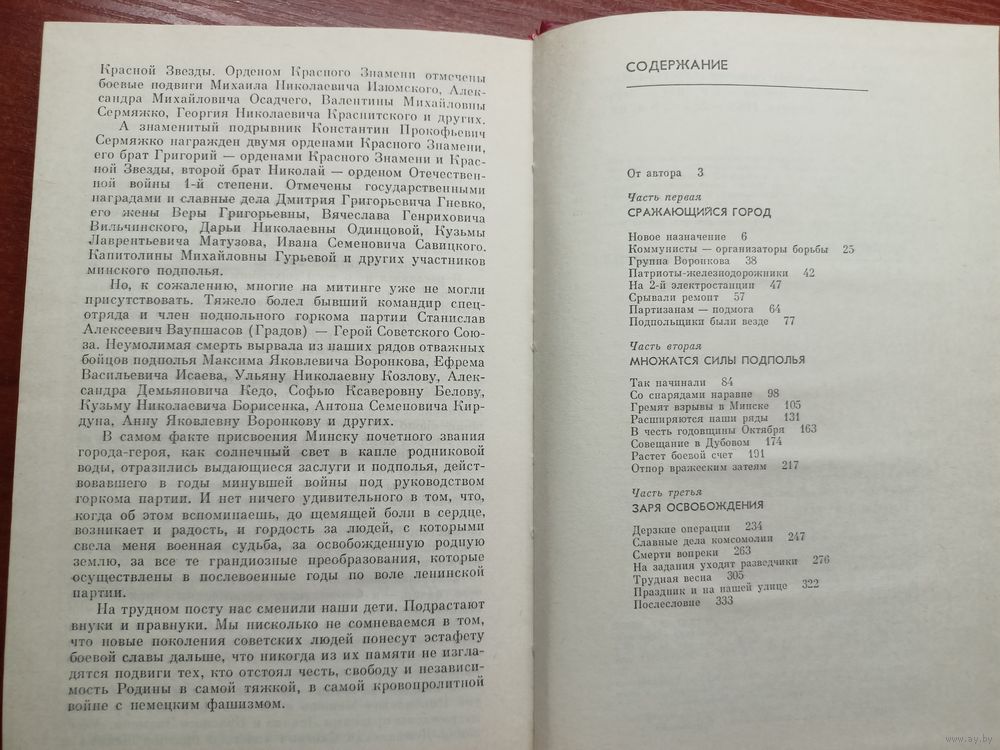 Красной Звезды. Орденом Красного Знамени отмечены
боевые подвиги Михаила Николаевича Изюмского, Алек-
сандра Михайловича Осадчего, Валентины Михайловны
Сермяжко, Георгия Николаевича Краснитского и других.
А знаменитый подрывник Константин Прокофьевич
Сермяжко награжден двумя орденами Красного Знамени,
его брат Григорий — орденами Красного Знамени и Крас-
ной Звезды, второй брат Николай — орденом Отечествен-
ной войны 1-й степени. Отмечены государственными
наградами и славные дела Дмитрия Григорьевича Гневко,
его жены Веры Григорьевны, Вячеслава Генриховича
Вильчинского, Дарьи Николаевны Одинцовой, Кузьмы
Лаврентьевича Матузова, Ивана Семеновича Савицкого.
Капитолины Михайловны Гурьевой и других участников
минского подполья.
Но, к сожалению, многие на митинге уже не могли
присутствовать. Тяжело болел бывший командир спец-
отряда и член подпольного горкома партии Станислав
Алексеевич Ваупшасов (Градов) — Герой Советского Сою-
за. Неумолимая смерть вырвала из наших рядов отважных
бойцов подполья Максима Яковлевича Воронкова, Ефрема
Васильевича Исаева, Ульяну Николаевну Козлову, Алек-
сандра Демьяновича Кедо, Софью Ксаверовну Белову,
Кузьму Николаевича Борисенка, Антона Семеновича Кир-
дуна, Анну Яковлевну Воронкову и других.
В самом факте присвоения Минску почетного звания
города-героя, как солнечный свет в капле родниковой
воды, отразились выдающиеся заслуги и подполья, дейст-
вовавшего в годы минувшей войны под руководством
горкома партии. И нет ничего удивительного в том, что,
когда об этом вспоминаешь, до щемящей боли в сердце,
возникает и радость, и гордость за людей, с которыми
свела меня военная судьба, за освобожденную родную
землю, за все те грандиозные преобразования, которые
осуществлены в послевоенные годы по воле ленинской
партии.
На трудном посту нас сменили наши дети. Подрастают
внуки и правнуки. Мы нисколько не сомневаемся в том,
что новые поколения советских людей понесут эстафету
боевой славы дальше, что никогда из их памяти не изгла-
дятся подвиги тех, кто отстоял честь, свободу и независи-
мость Родины в самой тяжкой, в самой кровопролитной
войне с немецким фашизмом.
СОДЕРЖАНИЕ
От автора 3
Часть первая
СРАЖАЮЩИЙСЯ ГОРОД
Новое назначение 6
Коммунисты — организаторы борьбы 25
Группа Воронкова 38
Патриоты-железнодорожники 42
На 2-й электростанции 47
Срывали ремонт 57
Партизанам — подмога 64
Подпольщики были везде 77
Часть вторая
МНОЖАТСЯ СИЛЫ ПОДПОЛЬЯ
Так начинали 84
Со снарядами наравне 98
Гремят взрывы в Минске 105
Расширяются наши ряды 131
В честь годовщины Октября 163
Совещание в Дубовом 174
Растет боевой счет 191
Отпор вражеским затеям 217
Часть третья
ЗАРЯ ОСВОБОЖДЕНИЯ
Дерзкие операции 234
Славные дела комсомолии 247
Смерти вопреки 263
На задания уходят разведчики 276
Трудная весна 305
Праздник и на нашей улице 322
Послесловие 333
www.ay.by